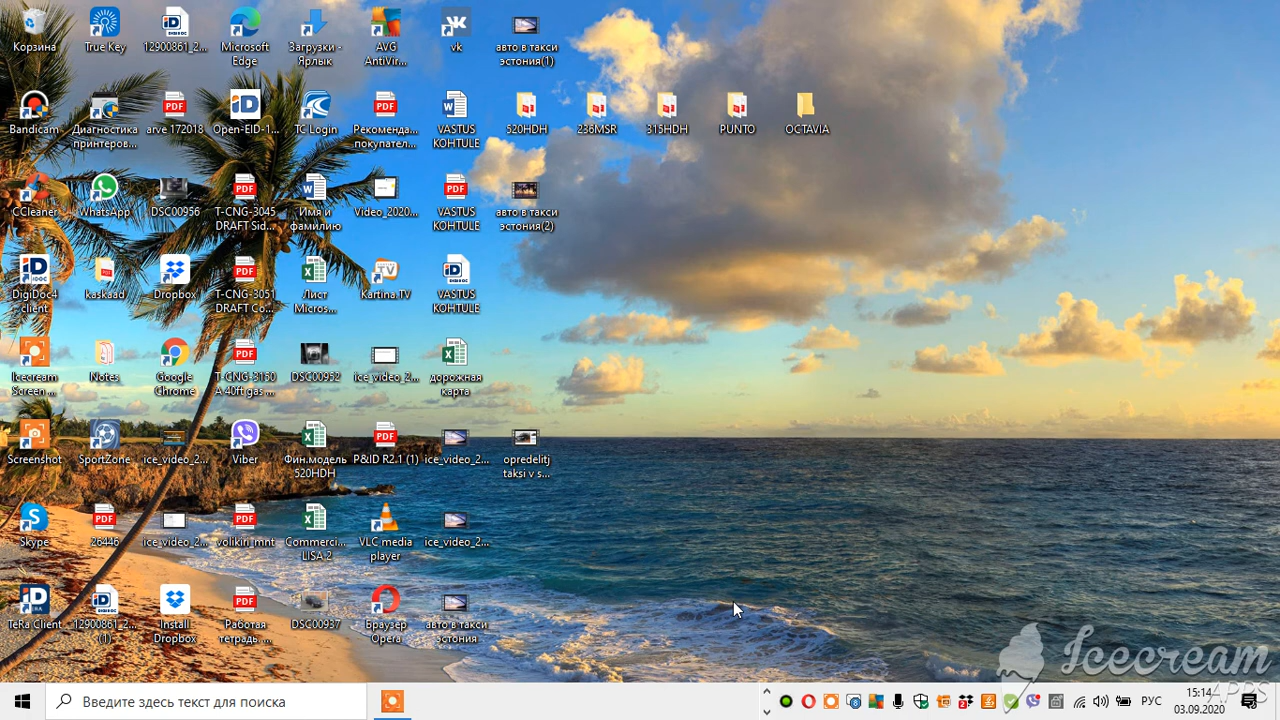 Корзина
True Key
12900861_2...
Microsoft
Edge
Загрузки -
Ярлык
AVG
AntiVir...
vk
авто в такси
эстония(1)
Bandicam
Диагностика
принтеров...
arve 172018
Open-EID-1...
TC Login
Рекоменда...
покупател...
VASTUS
KOHTULE
520HDH
236MSR
315HDH
PUNTO
OCTAVIA
CCleaner
WhatsApp
DSC00956
T-CNG-3045
DRAFT Sid...
Имя и
фамилию
Video_2020...
VASTUS
KOHTULE
авто в такси
эстония(2)
DigiDoc4
client
kaskaad
Dropbox
T-CNG-3051
DRAFT Co...
Лист
Micros...
Kartina.TV
VASTUS
KOHTULE
Icecream
Screen ...
Notes
Google
Chrome
T-CNG-3160
A 40ft gas ...
DSC00952
ice_video_2...
дорожная
карта
Screenshot
SportZone
ice_video_2...
Viber
Фин.модель
520HDH
P&ID R2.1 (1)
ice_video_2...
opredelitj
taksi v s...
Skype
26446
ice_video_2...
volikiri_mnt
Commerci...
LISA 2
VLC media
player
ice_video_2...
TeRa Client
12900861_2...
(1)
Install
Dropbox
Работая
тетрадь. ...
DSC00937
Браузер
Opera
авто в такси
эстония
Icecream
APPS
Введите здесь текст для поиска
РУС
15:14
03.09.2020